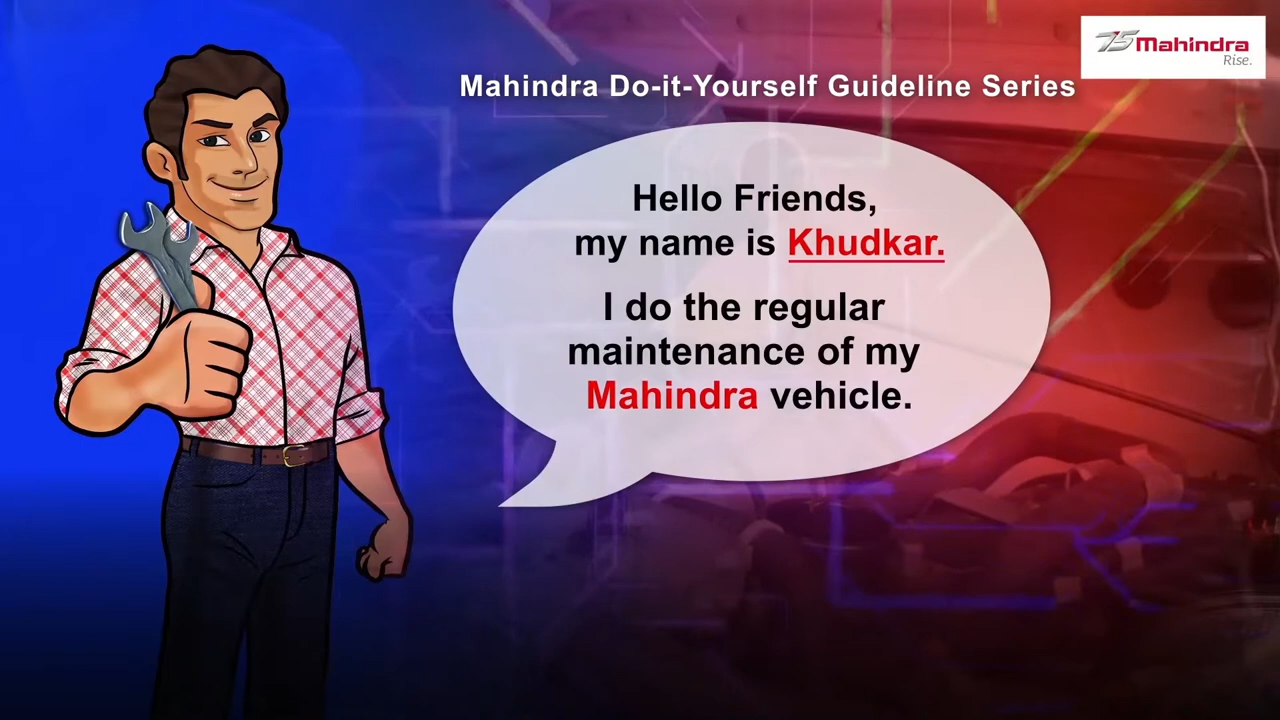 75 Mahindra
Rise.
Mahindra Do-it-Yourself Guideline Series
Hello Friends,
my name is Khudkar.
I do the regular
maintenance of my
Mahindra vehicle.